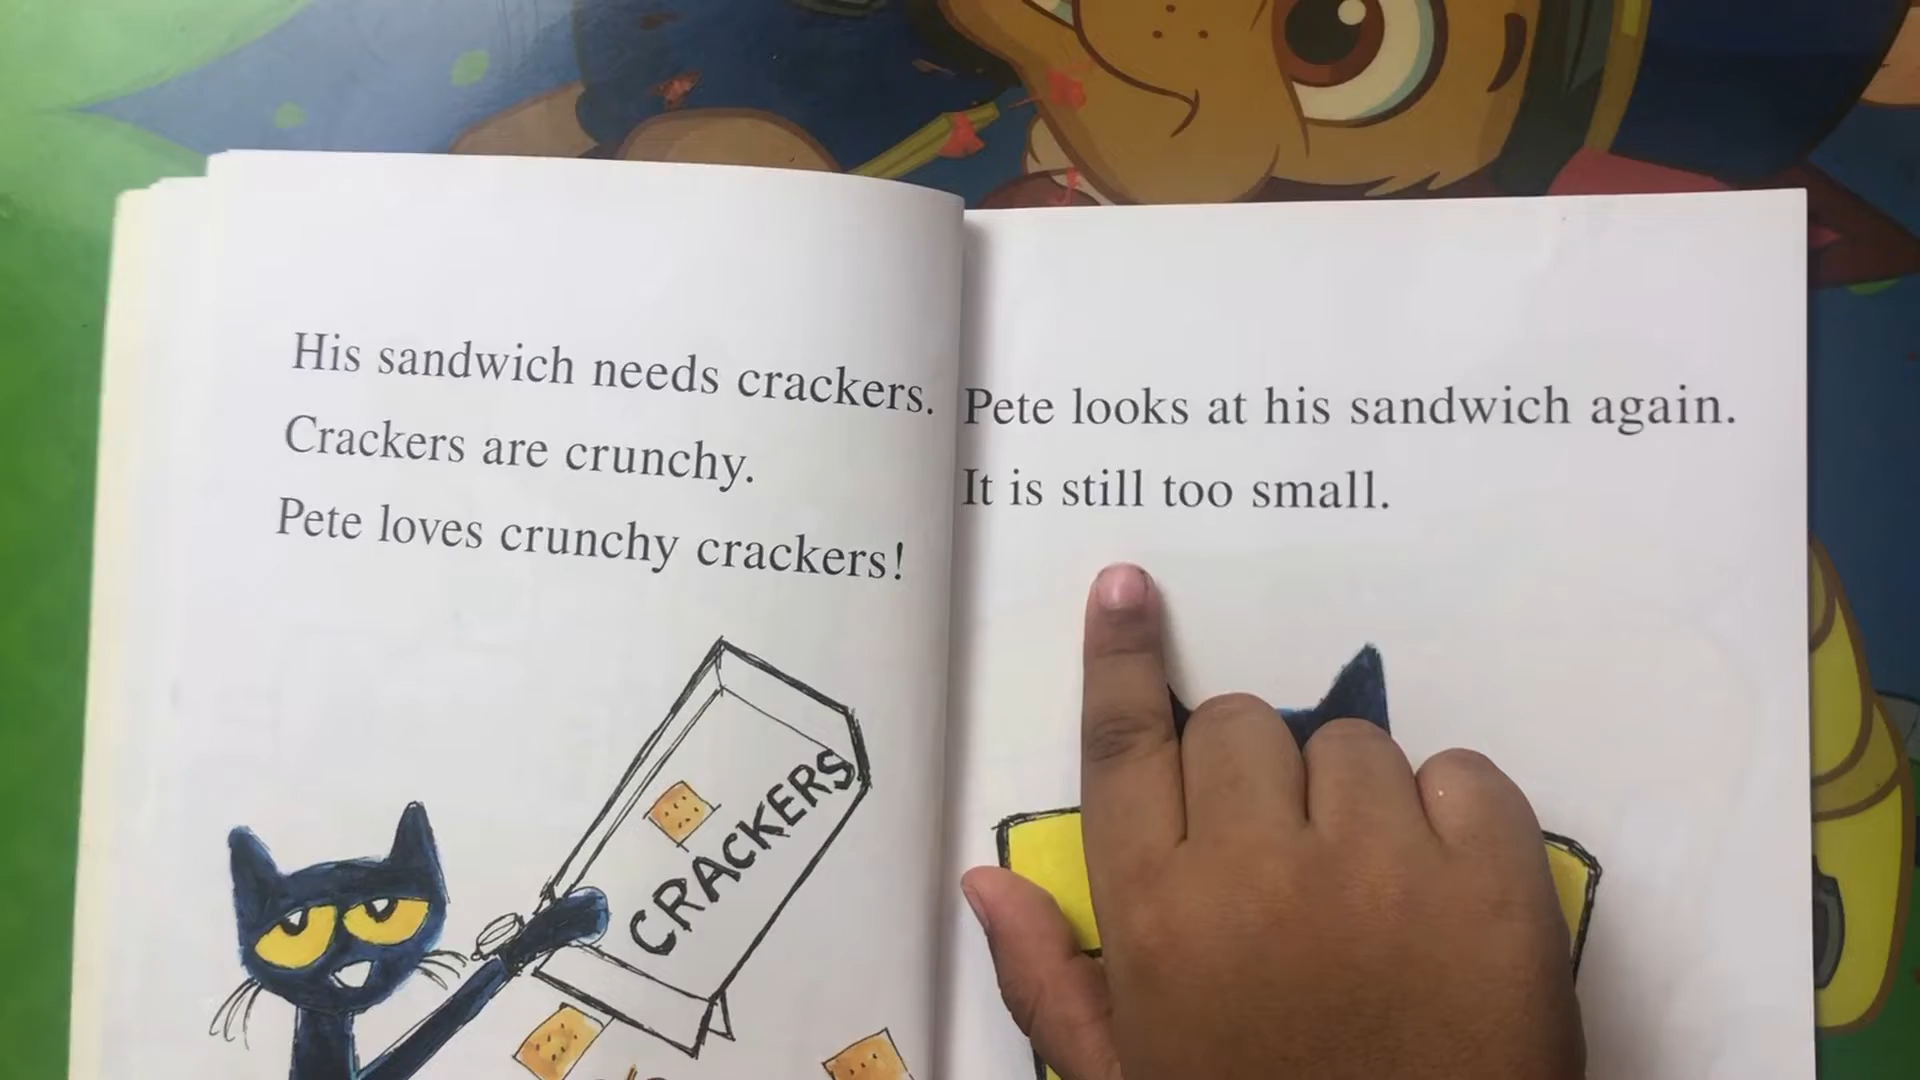 His sandwich needs crackers.
Crackers are crunchy.
Pete loves crunchy crackers!
CRACKERS
Pete looks at his sandwich again.
It is still too small.